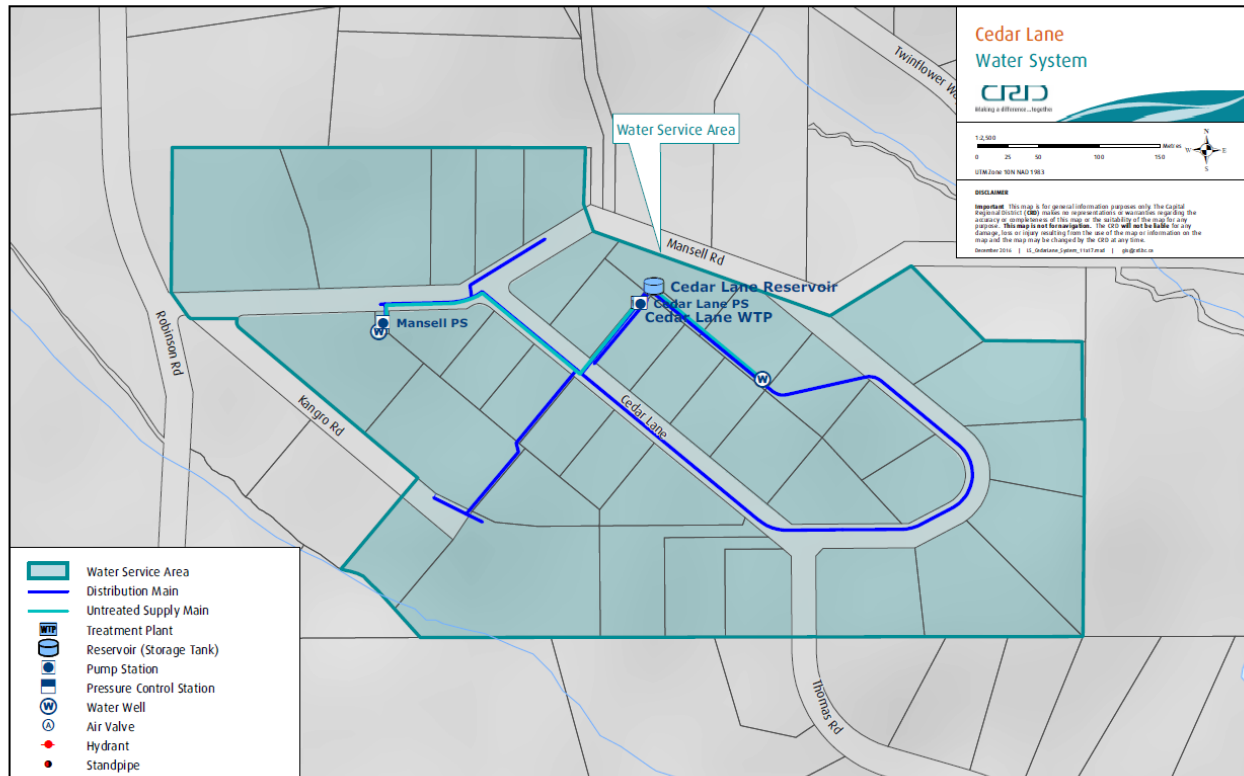 Cedar Lane
Water System
CRD
Making a difference...together
1:2,500
Metres
0 25 50 100 150
N
W E
S
UTM Zone 10N NAD 1983
DISCLAIMER
Important This map is for general information purposes only. The Capital
Regional District (CRD) makes no representations or warranties regarding the
accuracy or completeness of this map or the suitability of the map for any
purpose. This map is not for navigation. The CRD will not be liable for any
damage, loss or injury resulting from the use of the map or information on the
map and the map may be changed by the CRD at any time.
December 2016 |
Twinflower
Water Service Area
Mansell Rd
Cedar Lane Reservoir
Cedar Lane PS
Cedar Lane WTP
Mansell PS
W
W
Robinson Rd
Kangro Rd
Cedar Lane
Thomas Rd
Water Service Area
Distribution Main
Untreated Supply Main
WTP Treatment Plant
Reservoir (Storage Tank)
Pump Station
Pressure Control Station
W Water Well
A Air Valve
Hydrant
Standpipe